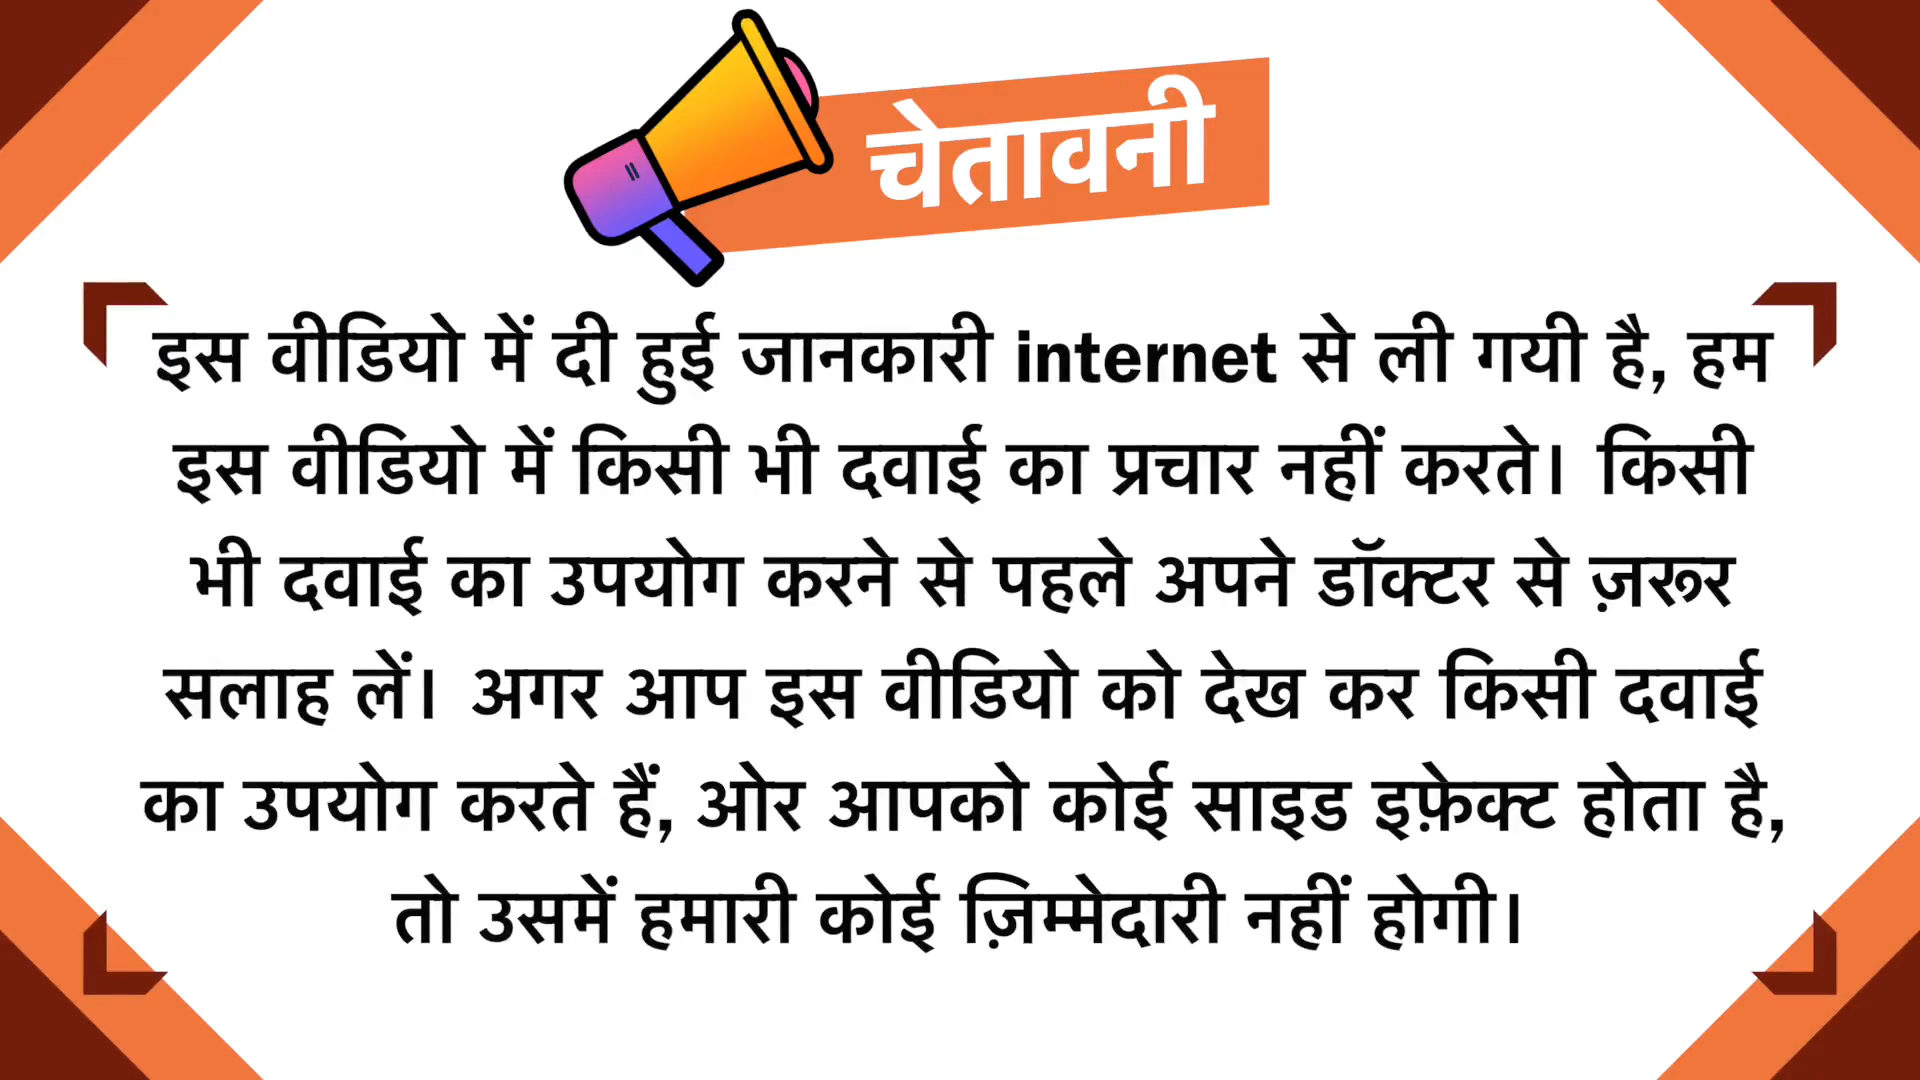 चेतावनी
इस वीडियो में दी हुई जानकारी internet से ली गयी है, हम
इस वीडियो में किसी भी दवाई का प्रचार नहीं करते। किसी
भी दवाई का उपयोग करने से पहले अपने डॉक्टर से ज़रूर
सलाह लें। अगर आप इस वीडियो को देख कर किसी दवाई
का उपयोग करते हैं, ओर आपको कोई साइड इफ़ेक्ट होता है,
तो उसमें हमारी कोई ज़िम्मेदारी नहीं होगी।